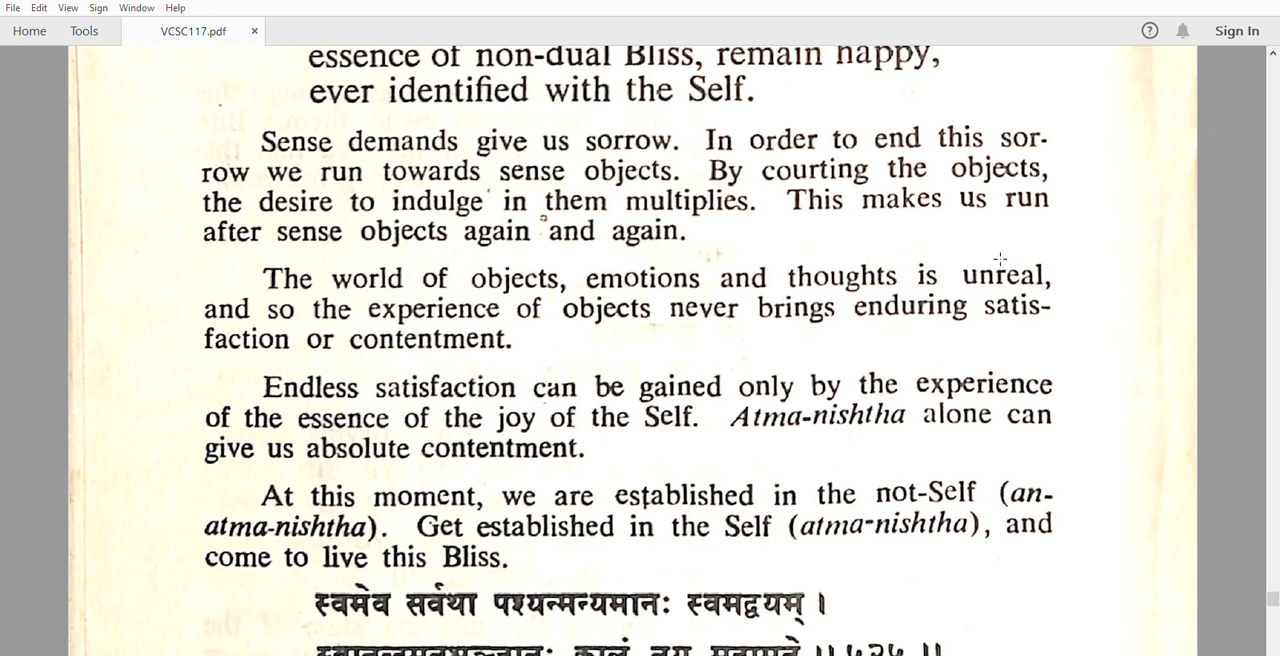 File Edit View Sign Window Help
Home Tools VCSC117.pdf × ? Sign In
essence of non-dual Bliss, remain happy,
ever identified with the Self.
Sense demands give us sorrow. In order to end this sor-
row we run towards sense objects. By courting the objects,
the desire to indulge in them multiplies. This makes us run
after sense objects again and again.
The world of objects, emotions and thoughts is unreal,
and so the experience of objects never brings enduring satis-
faction or contentment.
Endless satisfaction can be gained only by the experience
of the essence of the joy of the Self. Atma-nishtha alone can
give us absolute contentment.
At this moment, we are established in the not-Self (an-
atma-nishtha). Get established in the Self (atma-nishtha), and
come to live this Bliss.
स्वमेव सर्वथा पश्यन्मन्यमानः स्वमद्वयम् ।